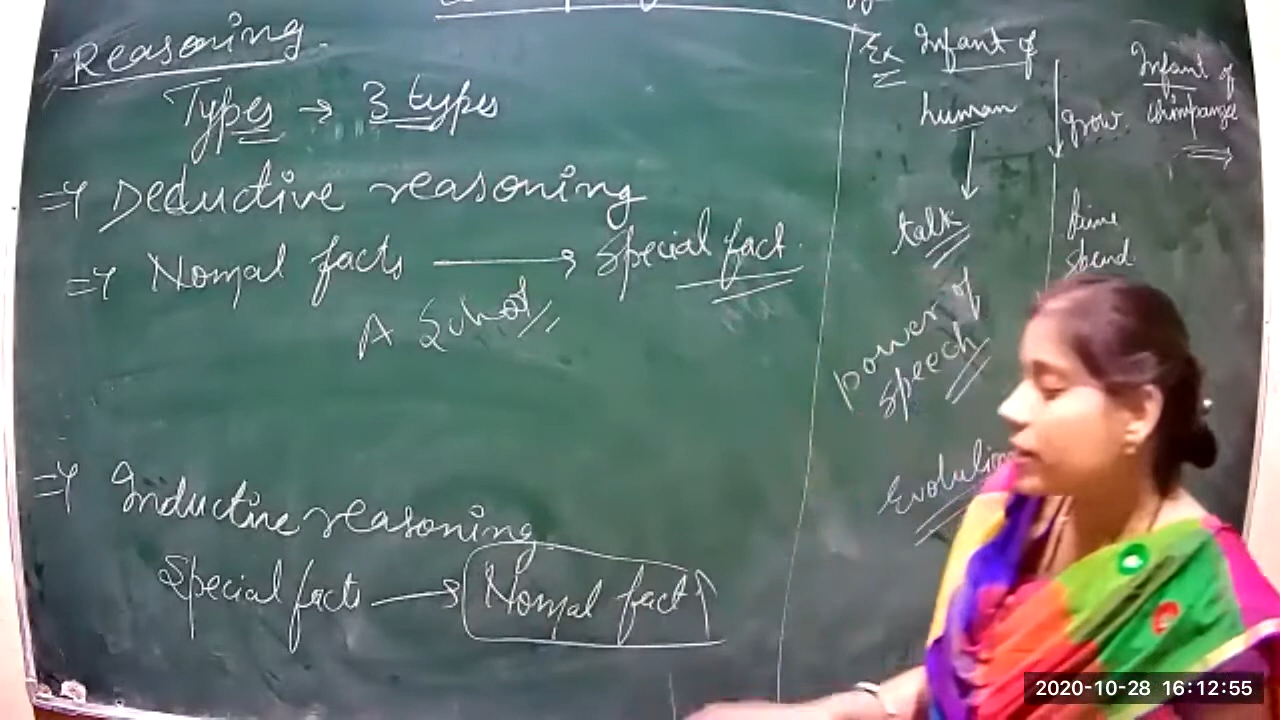 Reasoning.
Types → 3 types
⇒ Deductive reasoning
⇒ Nomal facts → Special fact.
A School
⇒ Inductive reasoning
Special facts → Nomal fact
Ex Infant of
human
talk
power of
speech
Evolution
grow
time
spend
Infant of
chimpanze
⇒
2020-10-28 16:12:55